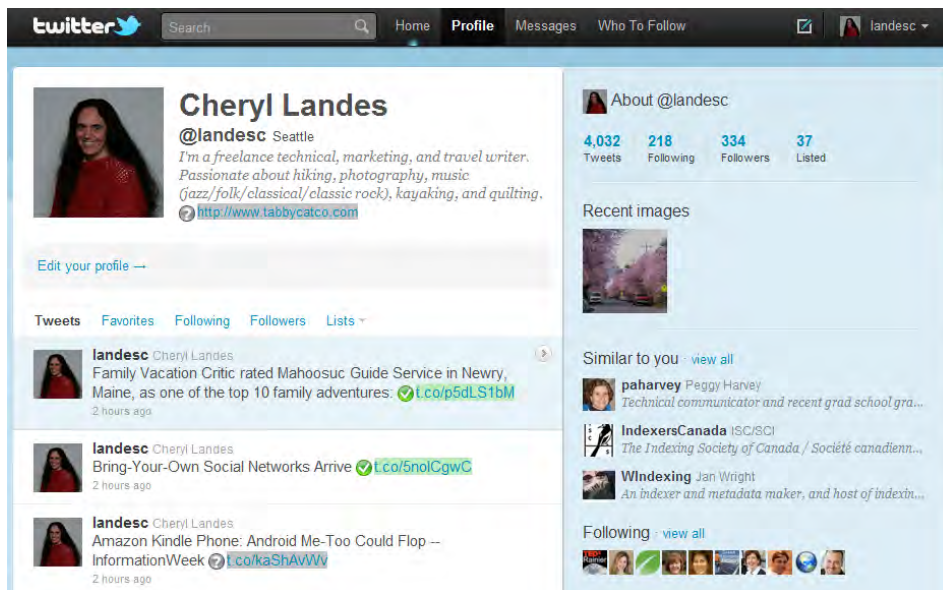 twitter
Search
Home Profile Messages Who To Follow
landesc
Cheryl Landes
@landesc Seattle
I'm a freelance technical, marketing, and travel writer.
Passionate about hiking, photography, music
(jazz/folk/classical/classic rock), kayaking, and quilting.
http://www.tabbycatco.com
Edit your profile →
Tweets Favorites Following Followers Lists
landesc Cheryl Landes
Family Vacation Critic rated Mahoosuc Guide Service in Newry,
Maine, as one of the top 10 family adventures: t.co/p5dLS1bM
2 hours ago
landesc Cheryl Landes
Bring-Your-Own Social Networks Arrive t.co/5nolCgwC
2 hours ago
landesc Cheryl Landes
Amazon Kindle Phone: Android Me-Too Could Flop --
InformationWeek t.co/kaShAvWv
2 hours ago
About @landesc
4,032 218 334 37
Tweets Following Followers Listed
Recent images
Similar to you · view all
paharvey Peggy Harvey
Technical communicator and recent grad school gra...
IndexersCanada ISC/SCI
The Indexing Society of Canada / Société canadienn...
WIndexing Jan Wright
An indexer and metadata maker, and host of indexin...
Following · view all